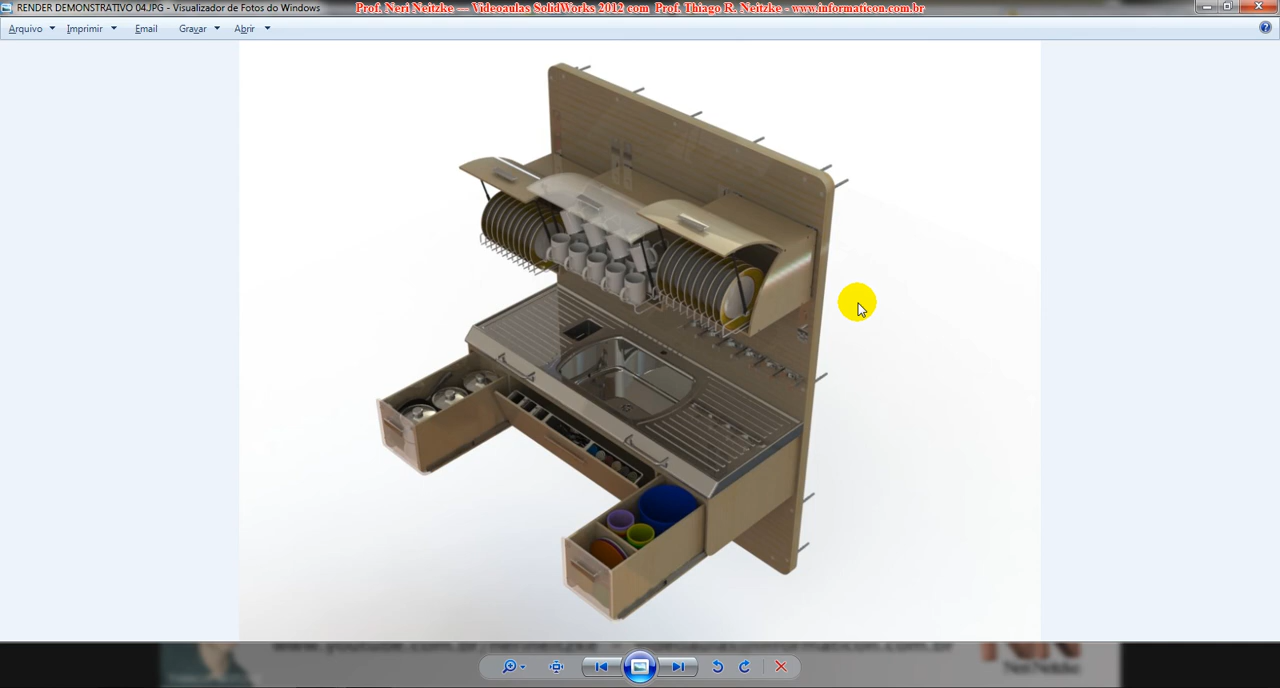 RENDER DEMONSTRATIVO 04.JPG - Visualizador de Fotos do Windows
Prof. Neri Neitzke --- Videoaulas SolidWorks 2012 com Prof. Thiago R. Neitzke - www.informaticon.com.br
Arquivo Imprimir Email Gravar Abrir
Neri Neitzke